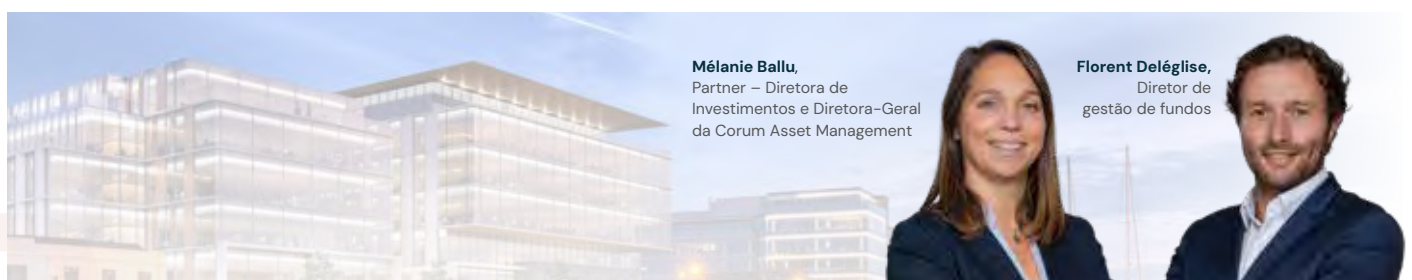 Mélanie Ballu,
Partner – Diretora de
Investimentos e Diretora-Geral
da Corum Asset Management
Florent Deléglise,
Diretor de
gestão de fundos